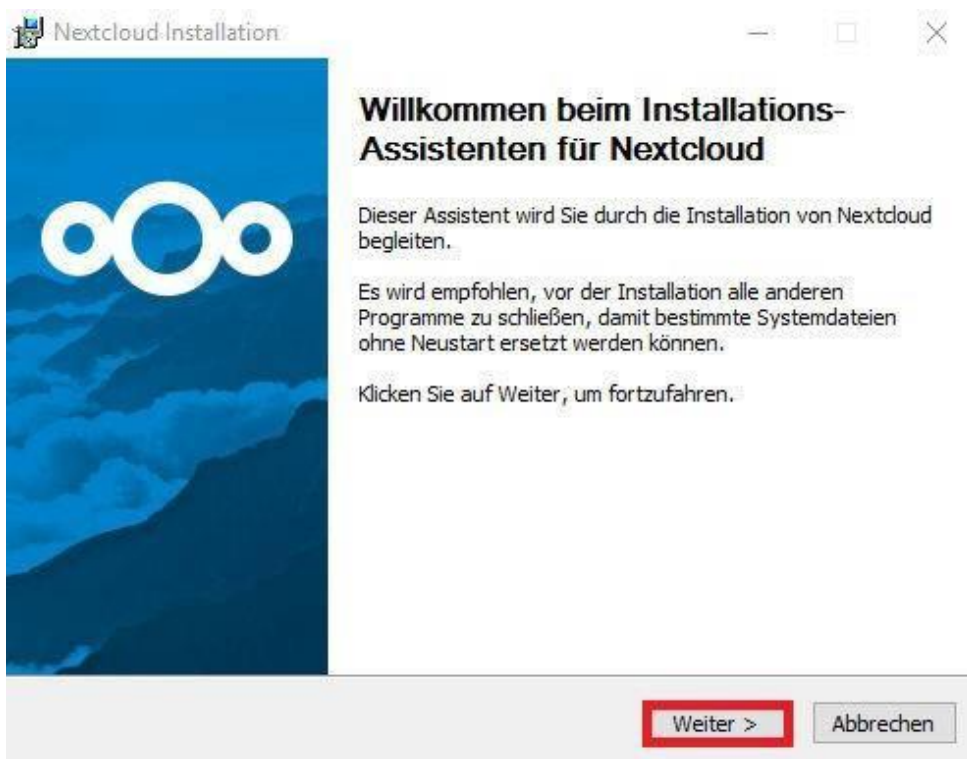 Nextcloud Installation
Willkommen beim Installations-
Assistenten für Nextcloud
Dieser Assistent wird Sie durch die Installation von Nextcloud
begleiten.
Es wird empfohlen, vor der Installation alle anderen
Programme zu schließen, damit bestimmte Systemdateien
ohne Neustart ersetzt werden können.
Klicken Sie auf Weiter, um fortzufahren.
Weiter >
Abbrechen